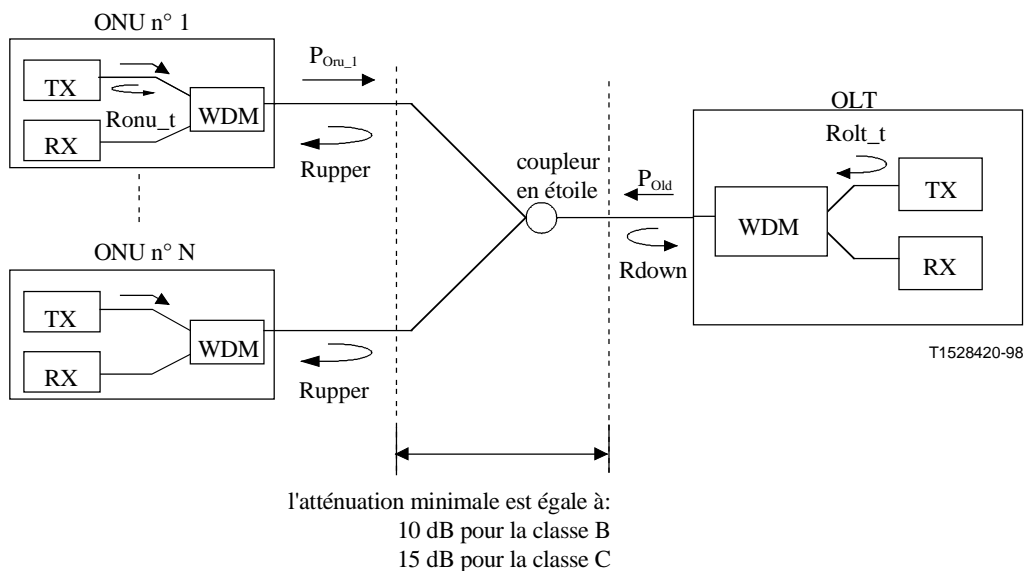 ONU n° 1
TX
Ronu_t
RX
WDM
P_Oru_1
Rupper
ONU n° N
TX
RX
WDM
Rupper
coupleur
en étoile
P_Old
Rdown
OLT
Rolt_t
WDM
TX
RX
T1528420-98
l'atténuation minimale est égale à:
10 dB pour la classe B
15 dB pour la classe C